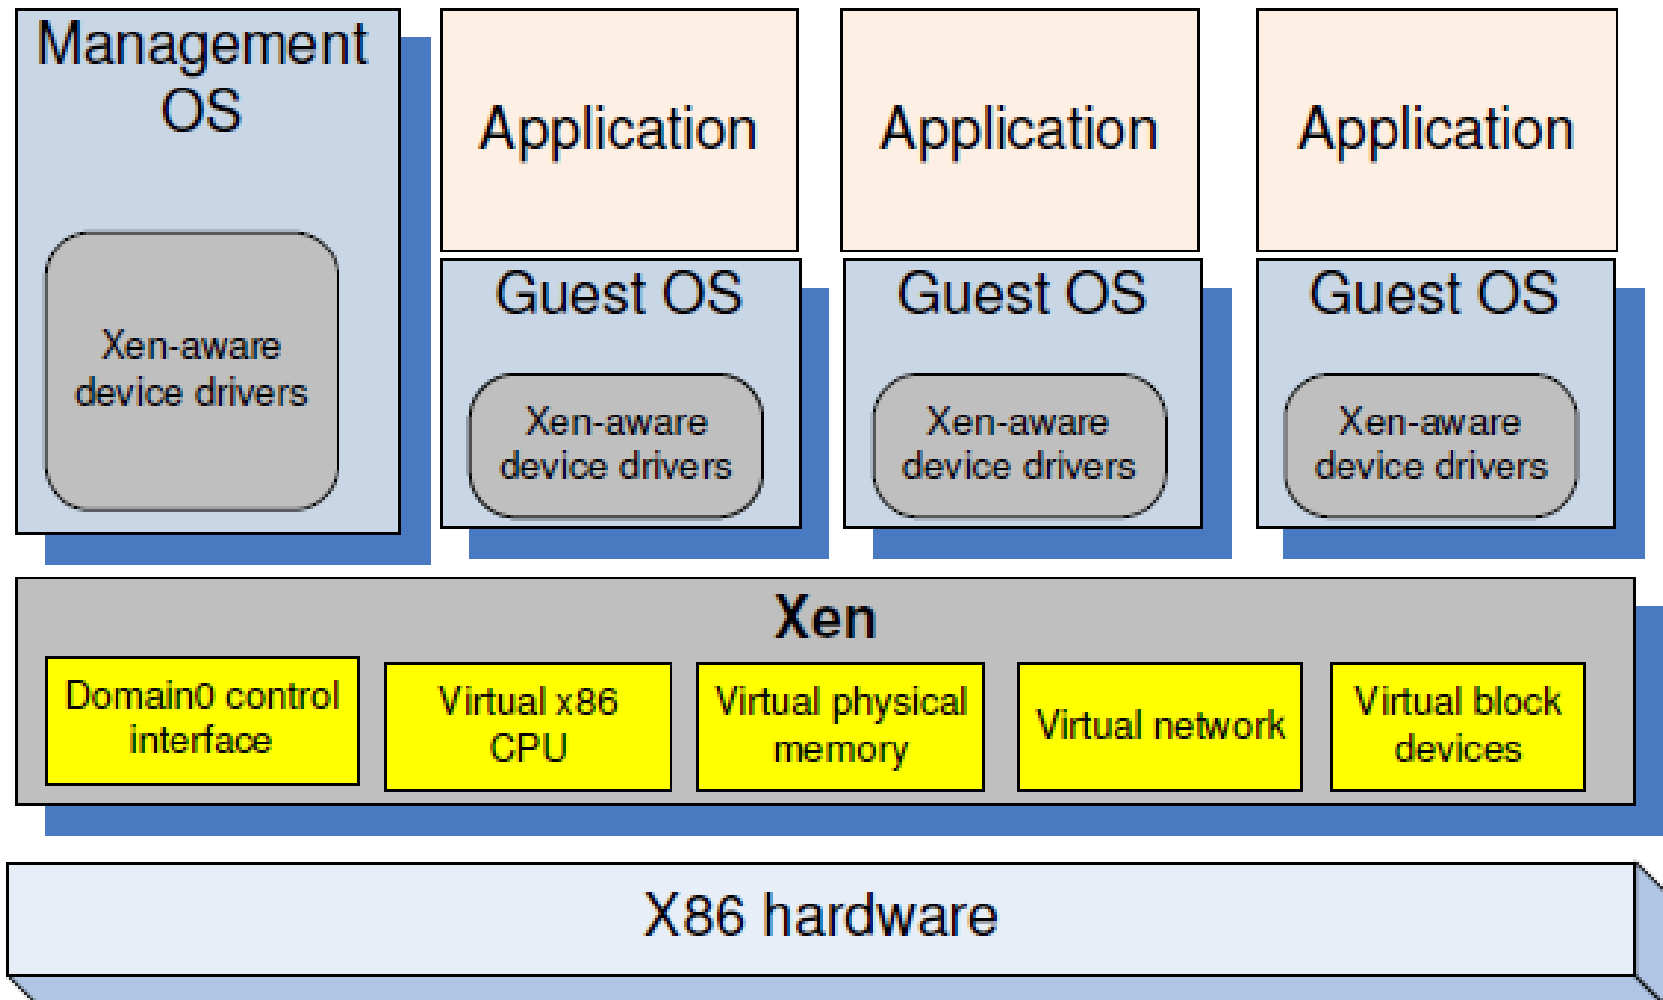 Management
OS
Xen-aware
device drivers
Application
Application
Application
Guest OS
Xen-aware
device drivers
Guest OS
Xen-aware
device drivers
Guest OS
Xen-aware
device drivers
Xen
Domain0 control
interface
Virtual x86
CPU
Virtual physical
memory
Virtual network
Virtual block
devices
X86 hardware